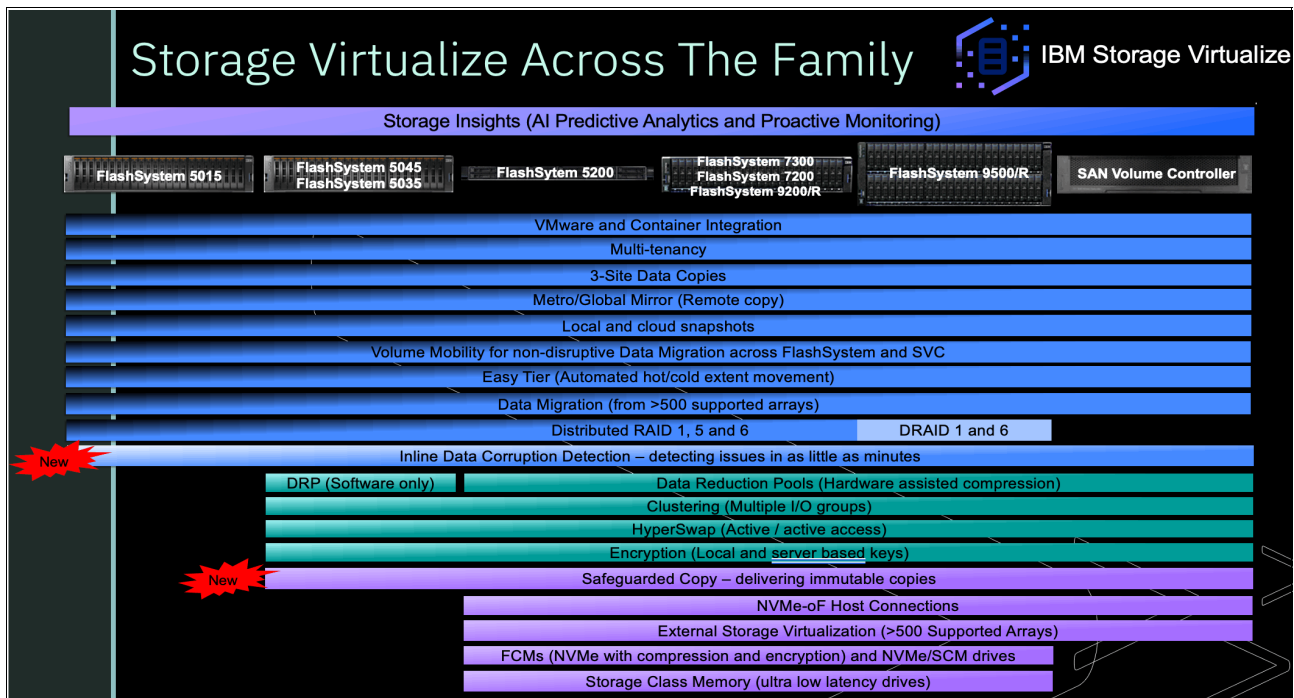 Storage Virtualize Across The Family
IBM Storage Virtualize
Storage Insights (AI Predictive Analytics and Proactive Monitoring)
FlashSystem 5015
FlashSystem 5045
FlashSystem 5035
FlashSytem 5200
FlashSystem 7300
FlashSystem 7200
FlashSystem 9200/R
FlashSystem 9500/R
SAN Volume Controller
VMware and Container Integration
Multi-tenancy
3-Site Data Copies
Metro/Global Mirror (Remote copy)
Local and cloud snapshots
Volume Mobility for non-disruptive Data Migration across FlashSystem and SVC
Easy Tier (Automated hot/cold extent movement)
Data Migration (from >500 supported arrays)
Distributed RAID 1, 5 and 6
DRAID 1 and 6
New
Inline Data Corruption Detection – detecting issues in as little as minutes
DRP (Software only)
Data Reduction Pools (Hardware assisted compression)
Clustering (Multiple I/O groups)
HyperSwap (Active / active access)
Encryption (Local and server based keys)
New
Safeguarded Copy – delivering immutable copies
NVMe-oF Host Connections
External Storage Virtualization (>500 Supported Arrays)
FCMs (NVMe with compression and encryption) and NVMe/SCM drives
Storage Class Memory (ultra low latency drives)